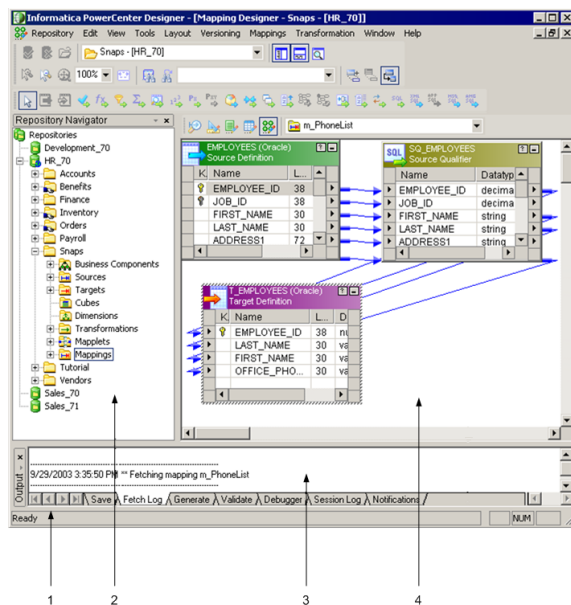 Informatica PowerCenter Designer - [Mapping Designer - Snaps - [HR_70]]
Repository Edit View Tools Layout Versioning Mappings Transformation Window Help
Snaps - [HR_70]
100%
Repository Navigator
m_PhoneList
Repositories
Development_70
HR_70
Accounts
Benefits
Finance
Inventory
Orders
Payroll
Snaps
Business Components
Sources
Targets
Cubes
Dimensions
Transformations
Mapplets
Mappings
Tutorial
Vendors
Sales_70
Sales_71
EMPLOYEES (Oracle)
Source Definition
K Name L...
EMPLOYEE_ID 38
JOB_ID 38
FIRST_NAME 30
LAST_NAME 30
ADDRESS1 72
SQL SQ_EMPLOYEES
Source Qualifier
Name Datatyp
EMPLOYEE_ID decima
JOB_ID decima
FIRST_NAME string
LAST_NAME string
ADDRESS1 string
T_EMPLOYEES (Oracle)
Target Definition
K Name L... D
EMPLOYEE_ID 38 nu
LAST_NAME 30 va
FIRST_NAME 30 va
OFFICE_PHO... 30 va
Output
9/29/2003 3:35:50 PM ** Fetching mapping m_PhoneList
Save Fetch Log Generate Validate Debugger Session Log Notifications
Ready NUM
1 2 3 4